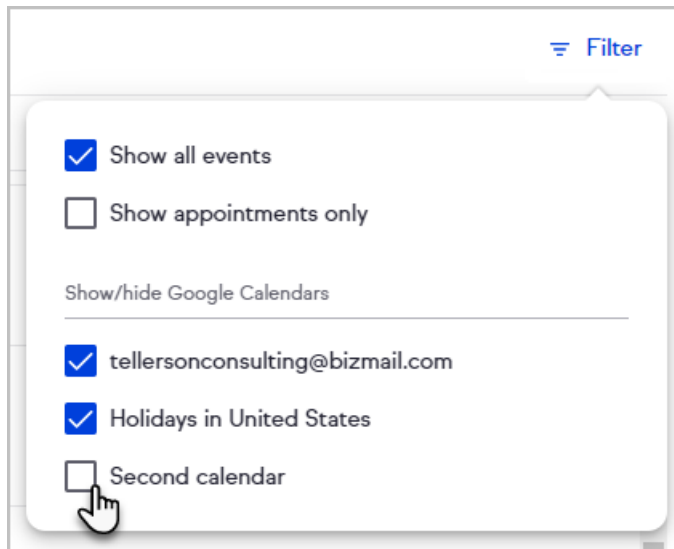 Filter
Show all events
Show appointments only
Show/hide Google Calendars
tellersonconsulting@bizmail.com
Holidays in United States
Second calendar